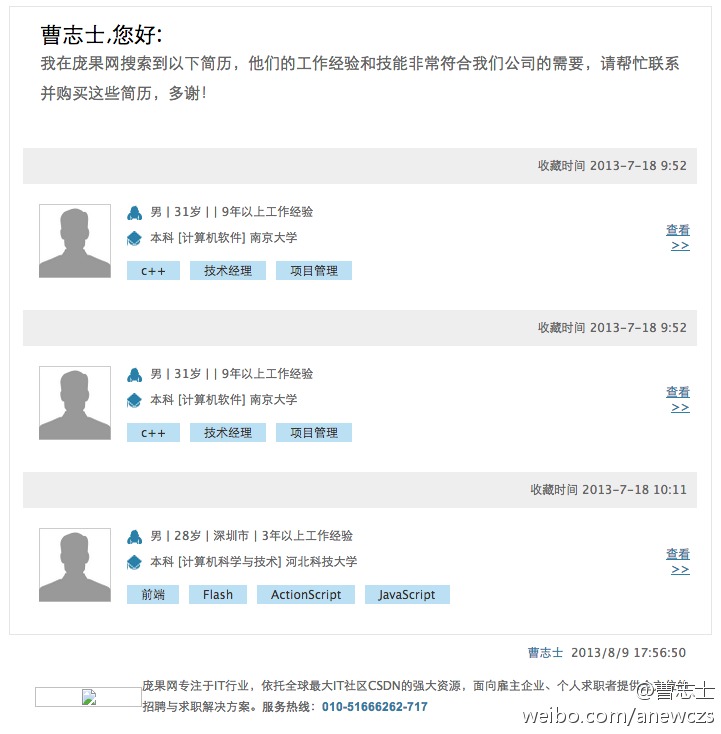 曹志士,您好:
我在庞果网搜索到以下简历，他们的工作经验和技能非常符合我们公司的需要，请帮忙联系
并购买这些简历，多谢！
收藏时间 2013-7-18 9:52
男 | 31岁 | | 9年以上工作经验
本科 [计算机软件] 南京大学
查看
>>
c++ 技术经理 项目管理
收藏时间 2013-7-18 9:52
男 | 31岁 | | 9年以上工作经验
本科 [计算机软件] 南京大学
查看
>>
c++ 技术经理 项目管理
收藏时间 2013-7-18 10:11
男 | 28岁 | 深圳市 | 3年以上工作经验
本科 [计算机科学与技术] 河北科技大学
查看
>>
前端 Flash ActionScript JavaScript
曹志士 2013/8/9 17:56:50
庞果网专注于IT行业，依托全球最大IT社区CSDN的强大资源，面向雇主企业、个人求职者提供
招聘与求职解决方案。服务热线：010-51666262-717
@曹志士
weibo.com/anewczs